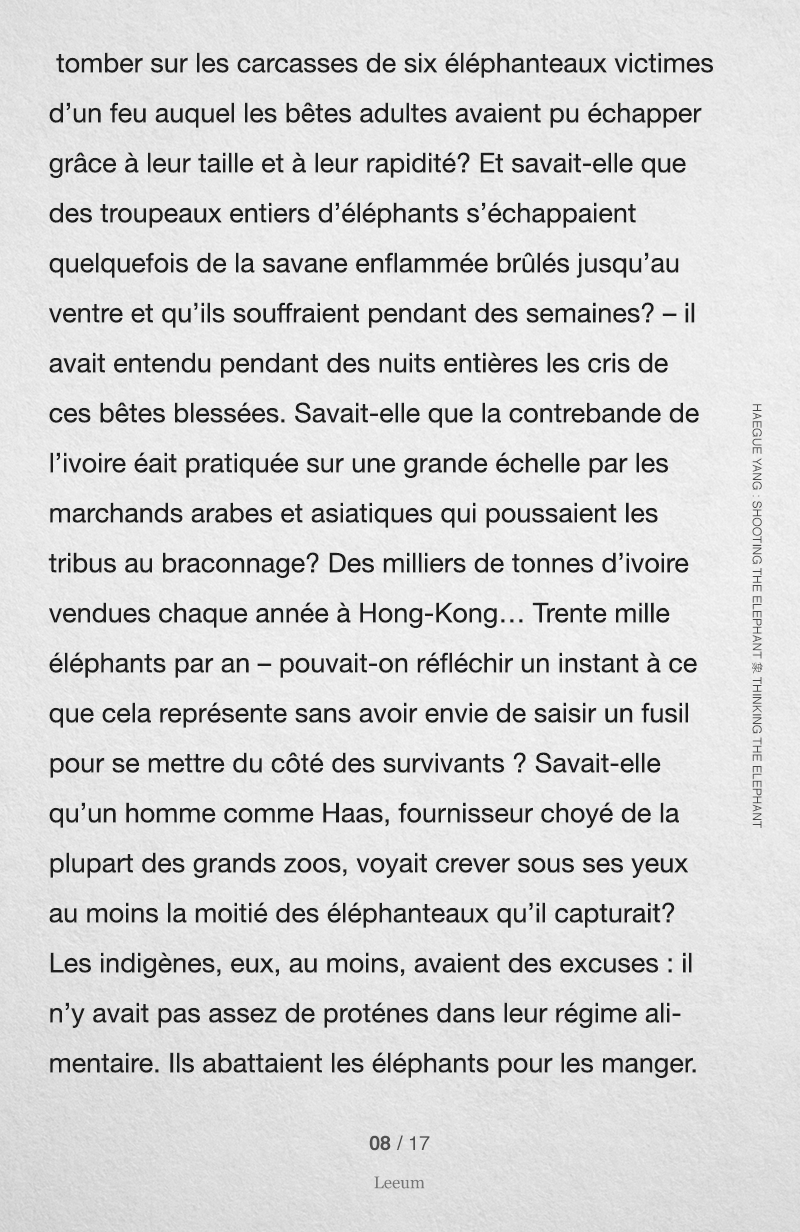 tomber sur les carcasses de six éléphanteaux victimes
d’un feu auquel les bêtes adultes avaient pu échapper
grâce à leur taille et à leur rapidité? Et savait-elle que
des troupeaux entiers d’éléphants s’échappaient
quelquefois de la savane enflammée brûlés jusqu’au
ventre et qu’ils souffraient pendant des semaines? – il
avait entendu pendant des nuits entières les cris de
ces bêtes blessées. Savait-elle que la contrebande de
l’ivoire éait pratiquée sur une grande échelle par les
marchands arabes et asiatiques qui poussaient les
tribus au braconnage? Des milliers de tonnes d’ivoire
vendues chaque année à Hong-Kong… Trente mille
éléphants par an – pouvait-on réfléchir un instant à ce
que cela représente sans avoir envie de saisir un fusil
pour se mettre du côté des survivants ? Savait-elle
qu’un homme comme Haas, fournisseur choyé de la
plupart des grands zoos, voyait crever sous ses yeux
au moins la moitié des éléphanteaux qu’il capturait?
Les indigènes, eux, au moins, avaient des excuses : il
n’y avait pas assez de proténes dans leur régime ali-
mentaire. Ils abattaient les éléphants pour les manger.
HAEGUE YANG : SHOOTING THE ELEPHANT 象 THINKING THE ELEPHANT
08 / 17
Leeum